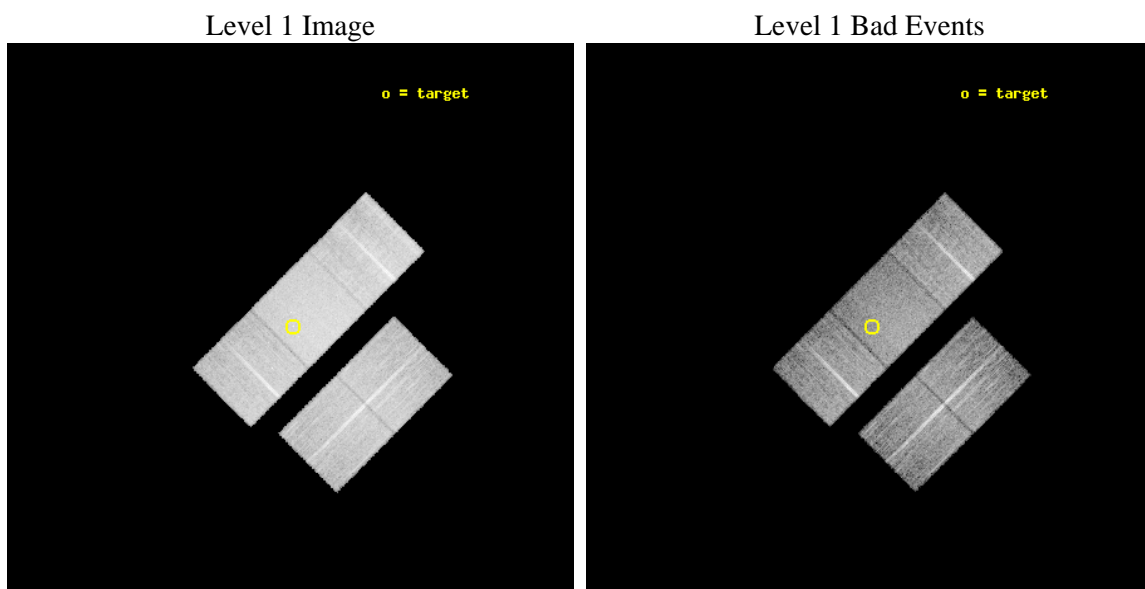 Level 1 Image
Level 1 Bad Events
o = target
o = target